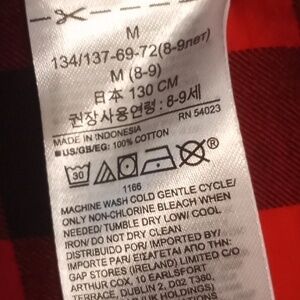 M
134/137-69-72(8-9лет)
M (8-9)
日本 130 CM
권장사용연령: 8-9세
RN 54023
MADE IN INDONESIA
■US/GB/EG: 100% COTTON
30
®
1166
MACHINE WASH COLD GENTLE CYCLE/
ONLY NON-CHLORINE BLEACH WHEN
NEEDED/ TUMBLE DRY LOW/ COOL
IRON/ DO NOT DRY CLEAN
DISTRIBUIDO POR/ IMPORTED BY/
IMPORTE PAR/ ΕΙΣΑΓΕΤΑΙ ΑΠΟ ΤΗΝ:
GAP STORES (IRELAND) LIMITED C/O
ARTHUR COX, 10 EARLSFORT
TERRACE, DUBLIN 2, D02 T380,
(UK HOLDINGS)